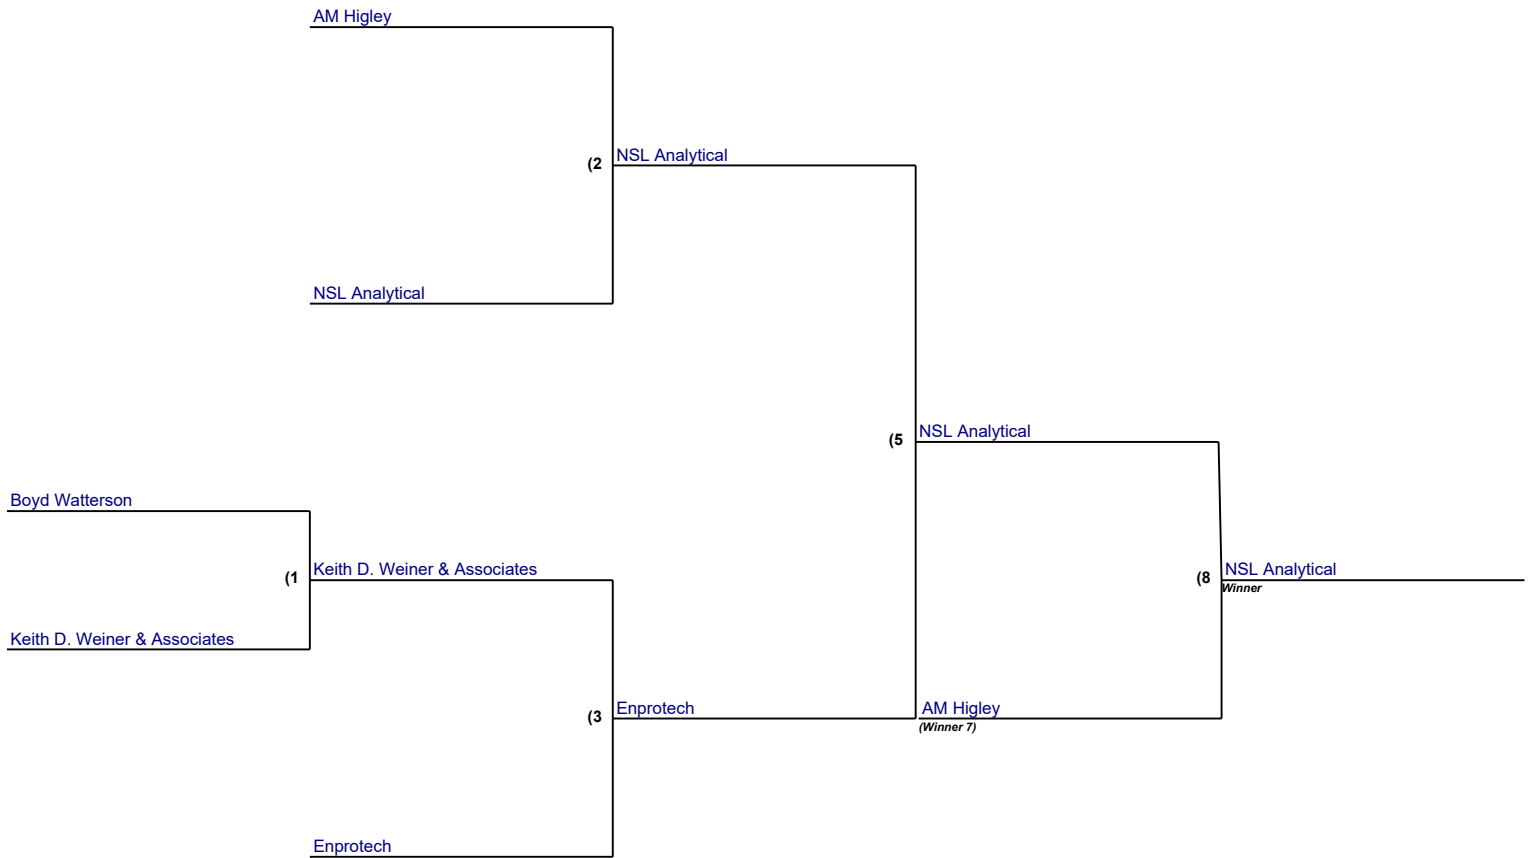 AM Higley
(2
NSL Analytical
NSL Analytical
(5
NSL Analytical
Boyd Watterson
(1
Keith D. Weiner & Associates
(8
NSL Analytical
Winner
Keith D. Weiner & Associates
(3
Enprotech
AM Higley
(Winner 7)
Enprotech